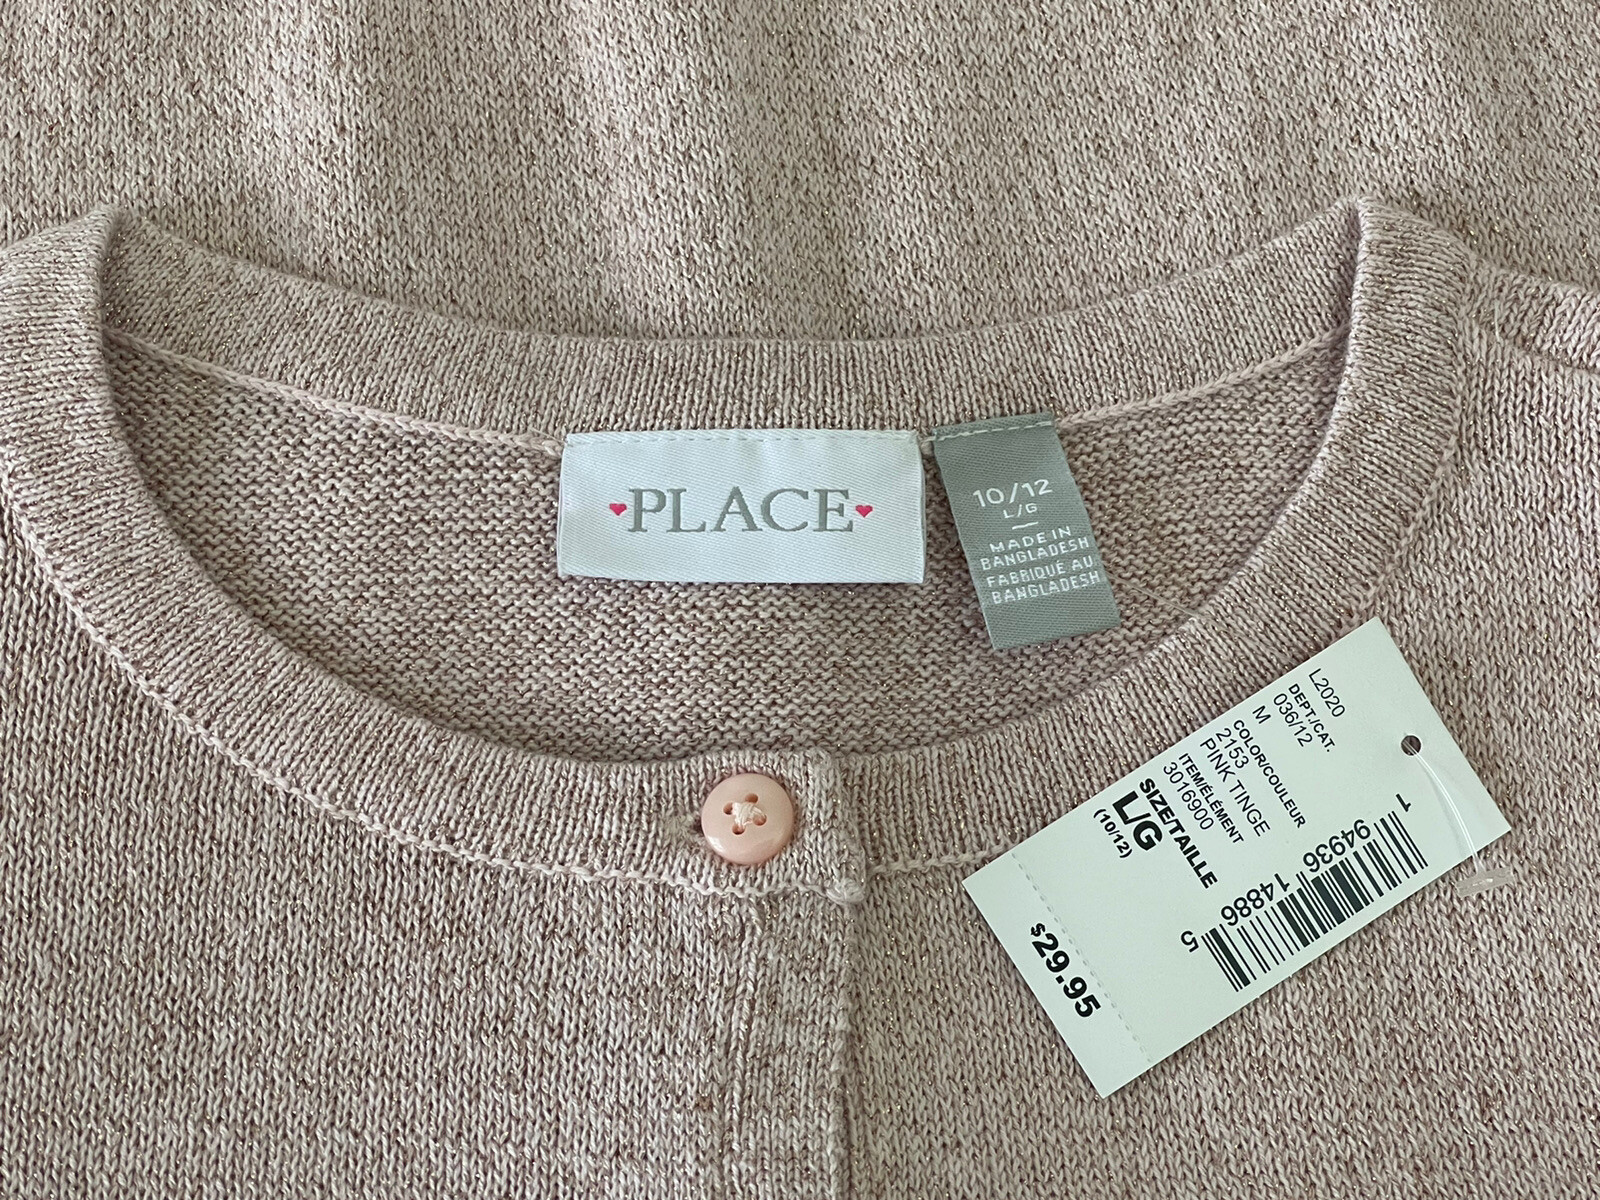 PLACE
10/12
L/G
MADE IN
BANGLADESH
FABRIQUÉ AU
BANGLADESH
L2020
DEPT./CAT.
036/12
M
COLOR/COULEUR
2153
PINK TINGE
ITEM/ÉLÉMENT
3016900
SIZE/TAILLE
L/G
(10/12)
1 94936 14886 5
$29.95